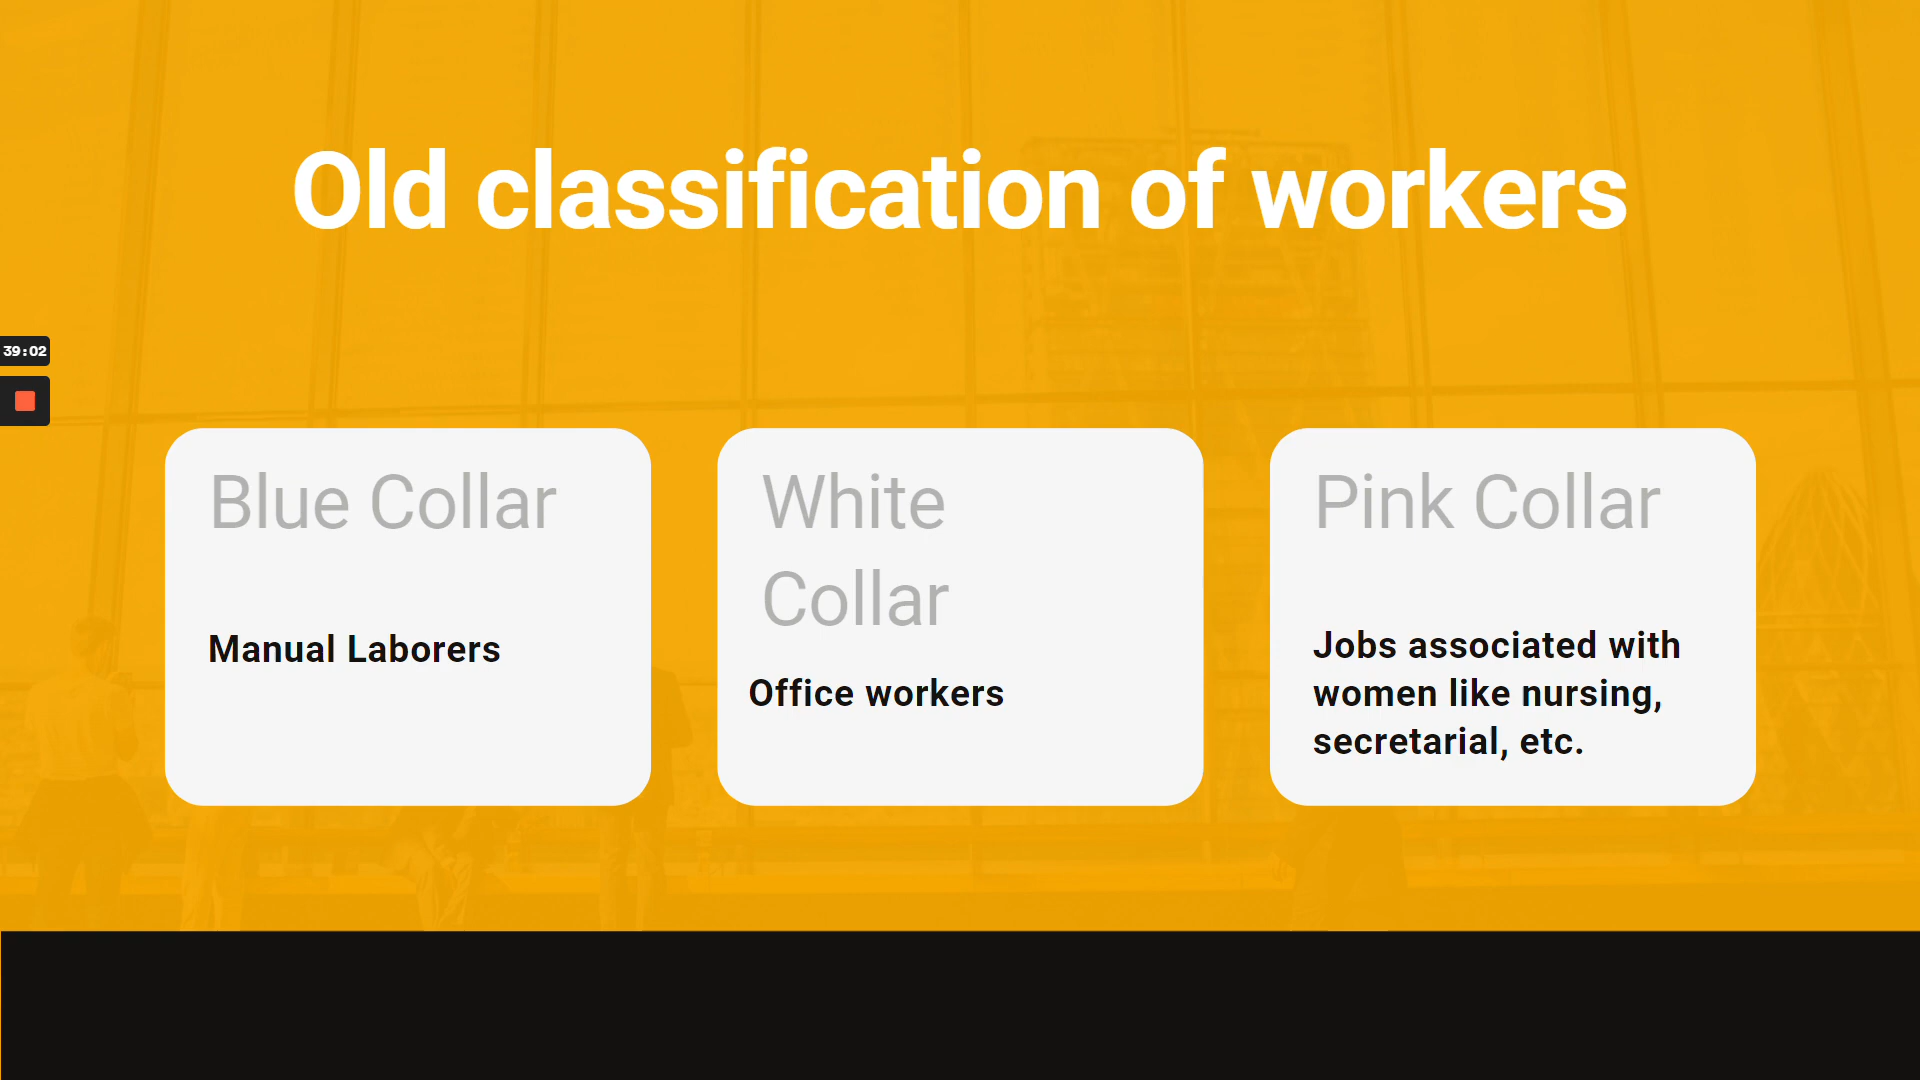 Old classification of workers
39:02
Blue Collar
Manual Laborers
White
Collar
Office workers
Pink Collar
Jobs associated with
women like nursing,
secretarial, etc.